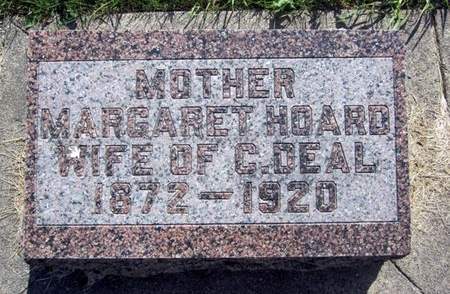 MOTHER
MARGARET HOARD
WIFE OF C. DEAL
1872 — 1920